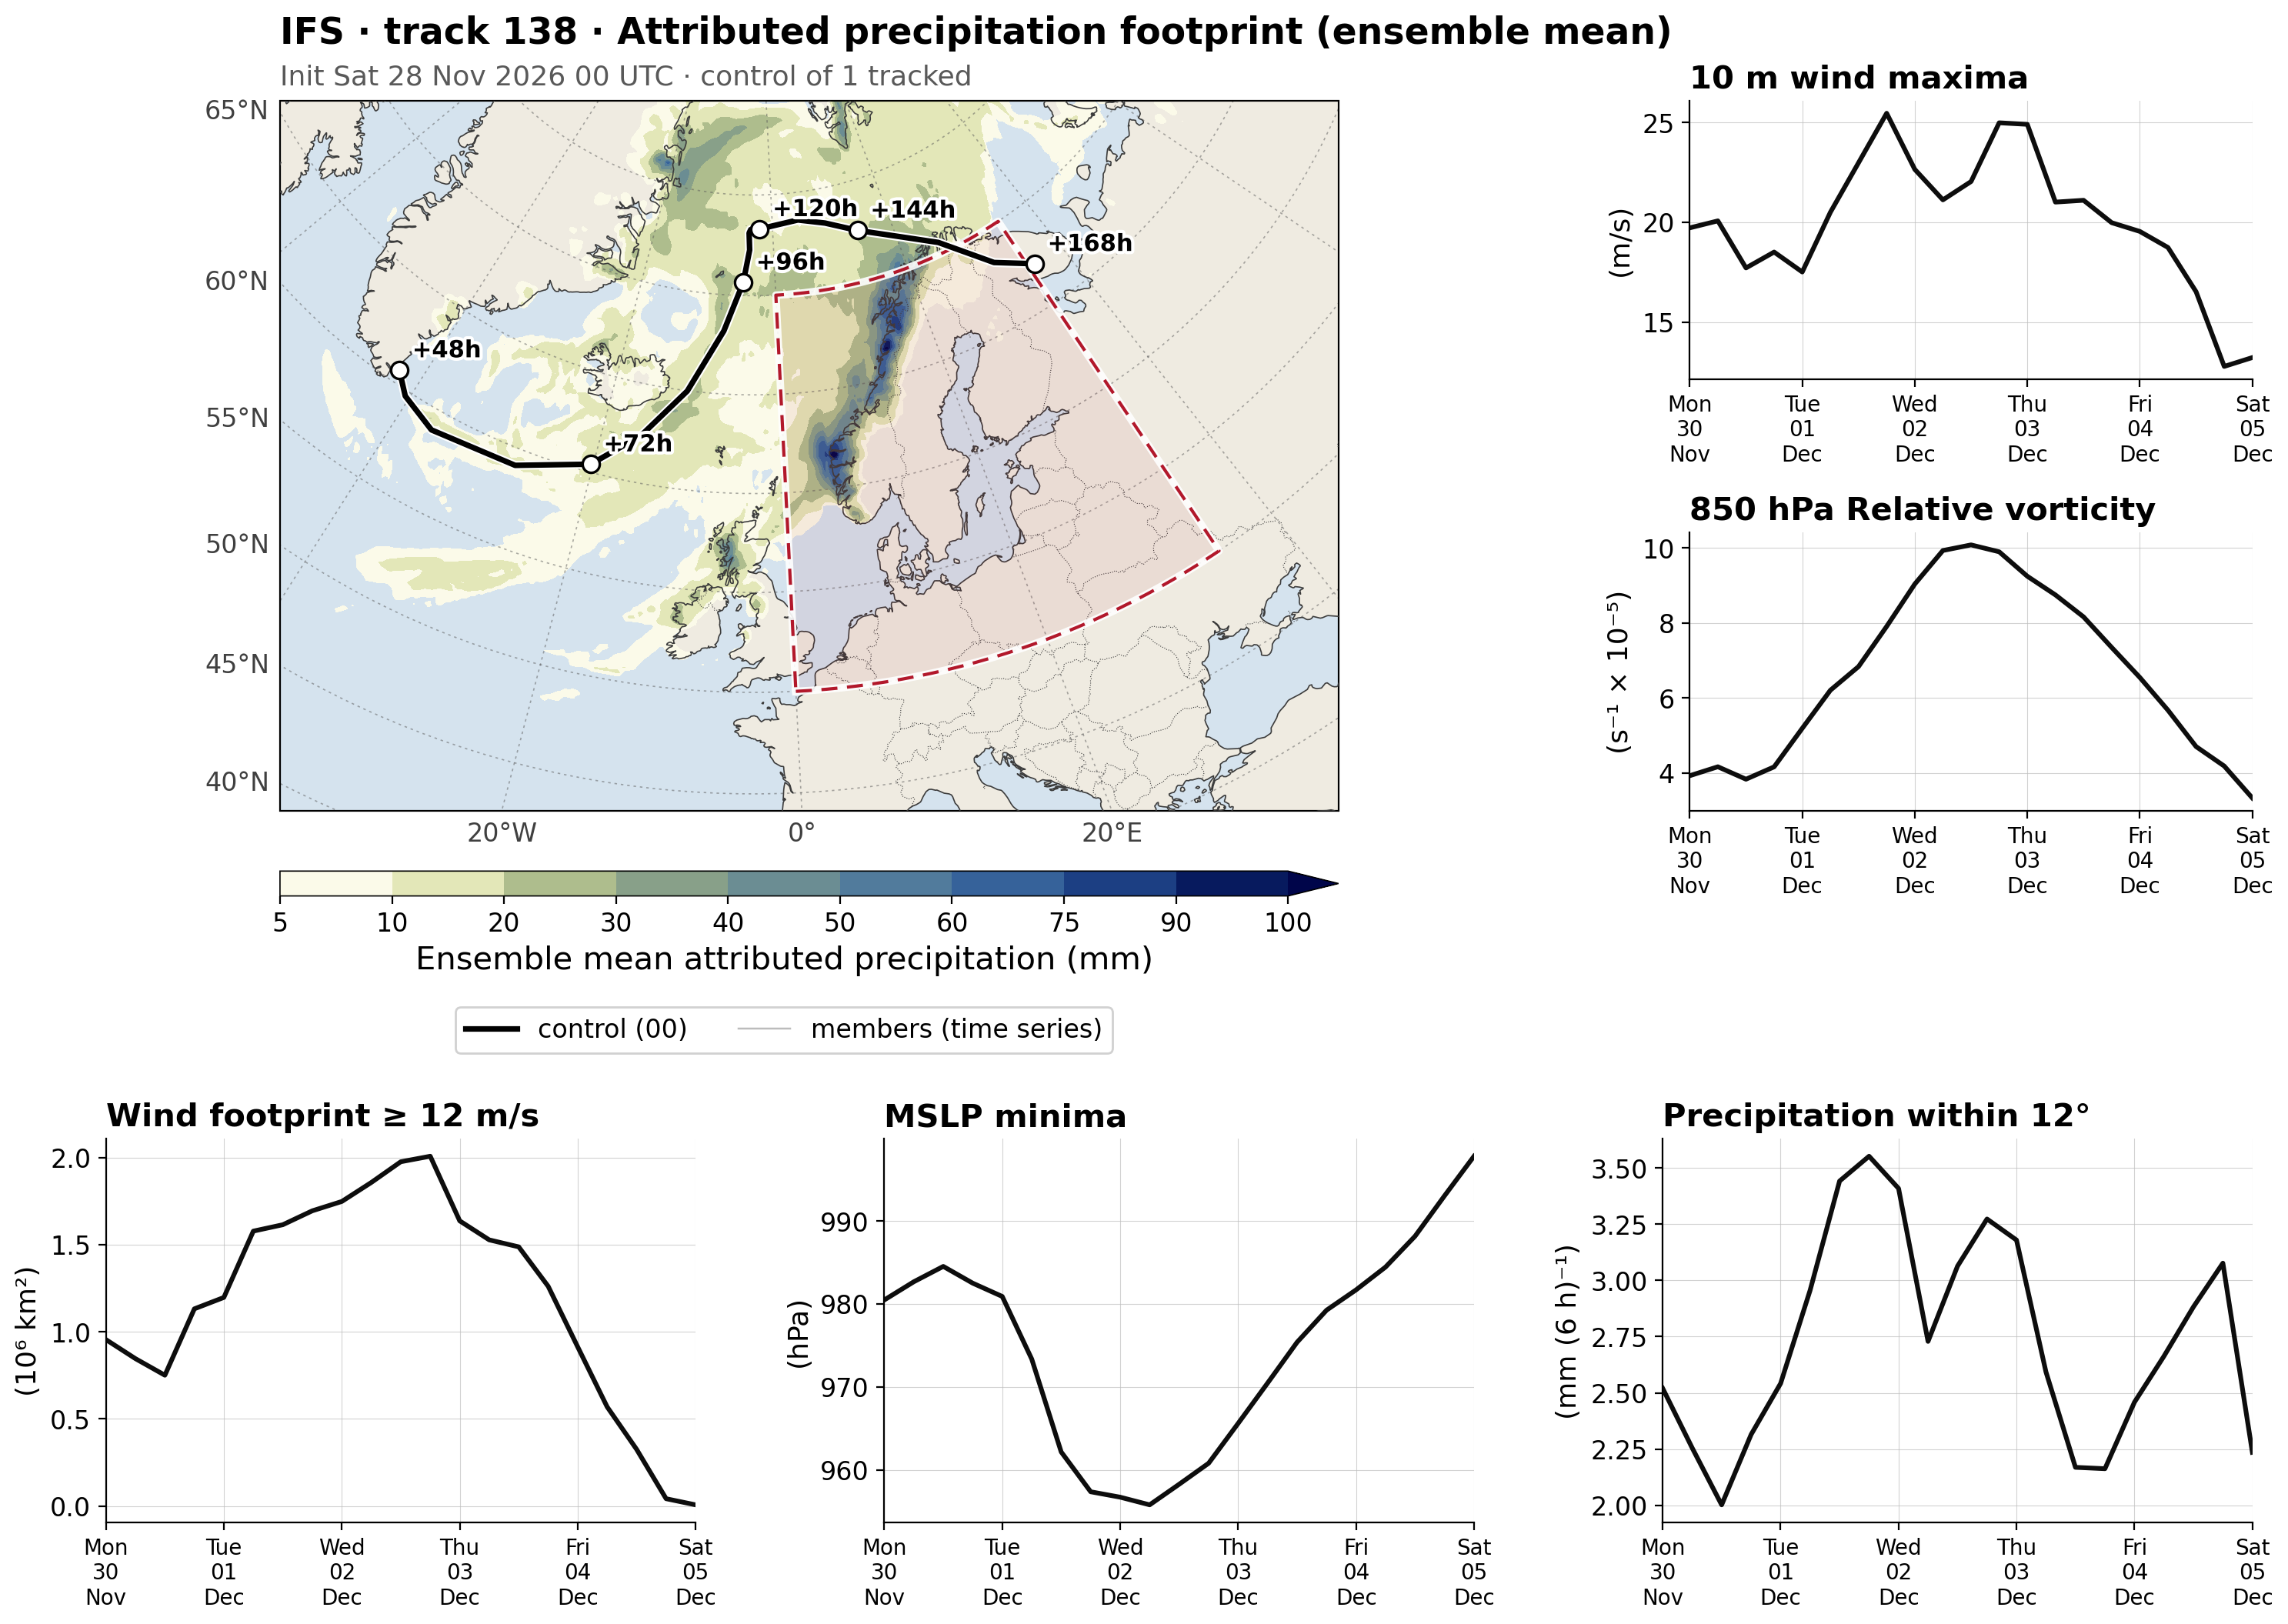 IFS · track 138 · Attributed precipitation footprint (ensemble mean)
Init Sat 28 Nov 2026 00 UTC · control of 1 tracked
65°N
60°N
55°N
50°N
45°N
40°N
20°W
0°
20°E
+48h
+72h
+96h
+120h
+144h
+168h
5 10 20 30 40 50 60 75 90 100
Ensemble mean attributed precipitation (mm)
control (00)
members (time series)
10 m wind maxima
(m/s)
25
20
15
Mon Tue Wed Thu Fri Sat
30 01 02 03 04 05
Nov Dec Dec Dec Dec Dec
850 hPa Relative vorticity
(s⁻¹ × 10⁻⁵)
10
8
6
4
Mon Tue Wed Thu Fri Sat
30 01 02 03 04 05
Nov Dec Dec Dec Dec Dec
Wind footprint ≥ 12 m/s
(10⁶ km²)
2.0
1.5
1.0
0.5
0.0
Mon Tue Wed Thu Fri Sat
30 01 02 03 04 05
Nov Dec Dec Dec Dec Dec
MSLP minima
(hPa)
990
980
970
960
Mon Tue Wed Thu Fri Sat
30 01 02 03 04 05
Nov Dec Dec Dec Dec Dec
Precipitation within 12°
(mm (6 h)⁻¹)
3.50
3.25
3.00
2.75
2.50
2.25
2.00
Mon Tue Wed Thu Fri Sat
30 01 02 03 04 05
Nov Dec Dec Dec Dec Dec